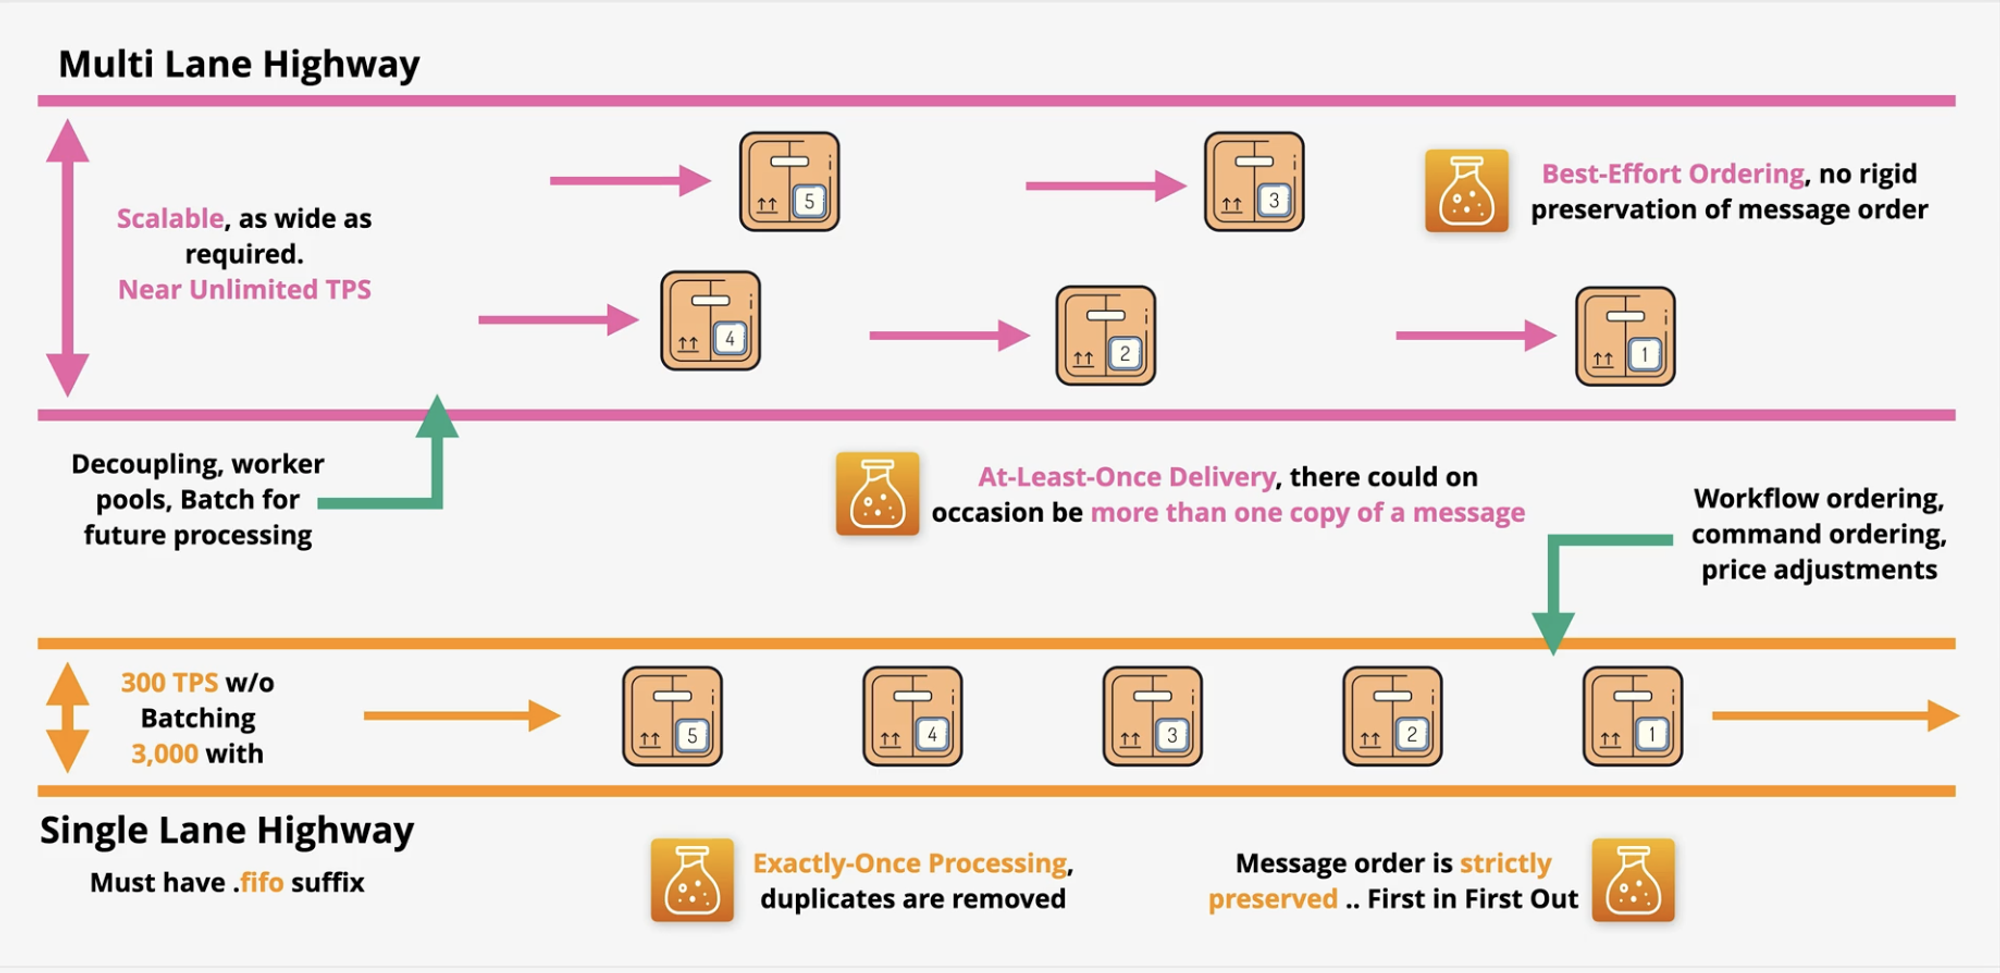 Multi Lane Highway
5
3
Best-Effort Ordering, no rigid
preservation of message order
Scalable, as wide as
required.
Near Unlimited TPS
4
2
1
Decoupling, worker
pools, Batch for
future processing
At-Least-Once Delivery, there could on
occasion be more than one copy of a message
Workflow ordering,
command ordering,
price adjustments
300 TPS w/o
Batching
3,000 with
5
4
3
2
1
Single Lane Highway
Must have .fifo suffix
Exactly-Once Processing,
duplicates are removed
Message order is strictly
preserved .. First in First Out